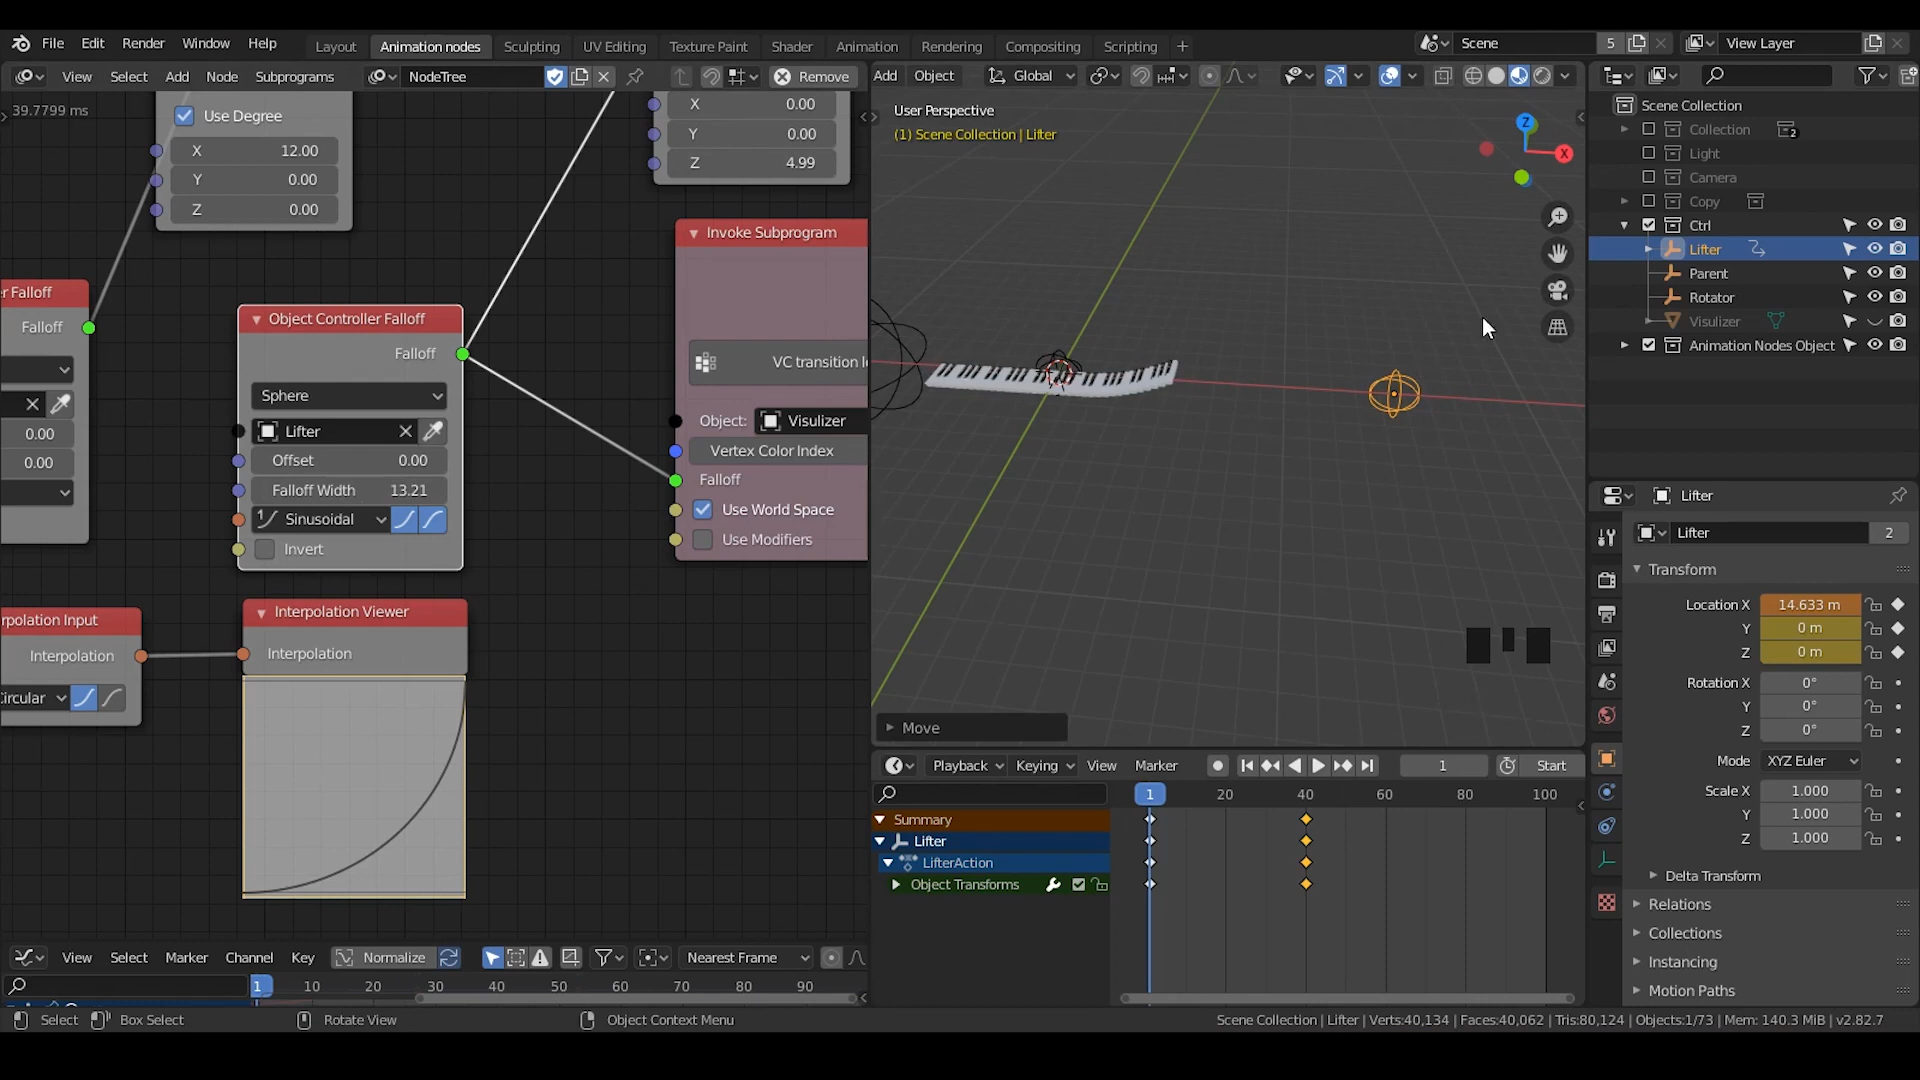 File Edit Render Window Help Layout Animation nodes Sculpting UV Editing Texture Paint Shader Animation Rendering Compositing Scripting + Scene 5 View Layer
View Select Add Node Subprograms NodeTree Remove
39.7799 ms
Use Degree
X 12.00
Y 0.00
Z 0.00
X 0.00
Y 0.00
Z 4.99
r Falloff
Falloff
0.00
0.00
Object Controller Falloff
Falloff
Sphere
Lifter
Offset 0.00
Falloff Width 13.21
Sinusoidal
Invert
Invoke Subprogram
VC transition
Object: Visulizer
Vertex Color Index
Falloff
Use World Space
Use Modifiers
rpolation Input
Interpolation
Circular
Interpolation Viewer
Interpolation
View Select Marker Channel Key Normalize Nearest Frame
1 10 20 30 40 50 60 70 80 90
Add Object Global
User Perspective
(1) Scene Collection | Lifter
Z
X
Move
Playback Keying View Marker 1 Start
1 20 40 60 80 100
Summary
Lifter
LifterAction
Object Transforms
Scene Collection
Collection 2
Light
Camera
Copy
Ctrl
Lifter
Parent
Rotator
Visulizer
Animation Nodes Object
Lifter
Lifter 2
Transform
Location X 14.633 m
Y 0 m
Z 0 m
Rotation X 0°
Y 0°
Z 0°
Mode XYZ Euler
Scale X 1.000
Y 1.000
Z 1.000
Delta Transform
Relations
Collections
Instancing
Motion Paths
Select Box Select Rotate View Object Context Menu Scene Collection | Lifter | Verts:40,134 | Faces:40,062 | Tris:80,124 | Objects:1/73 | Mem: 140.3 MiB | v2.82.7